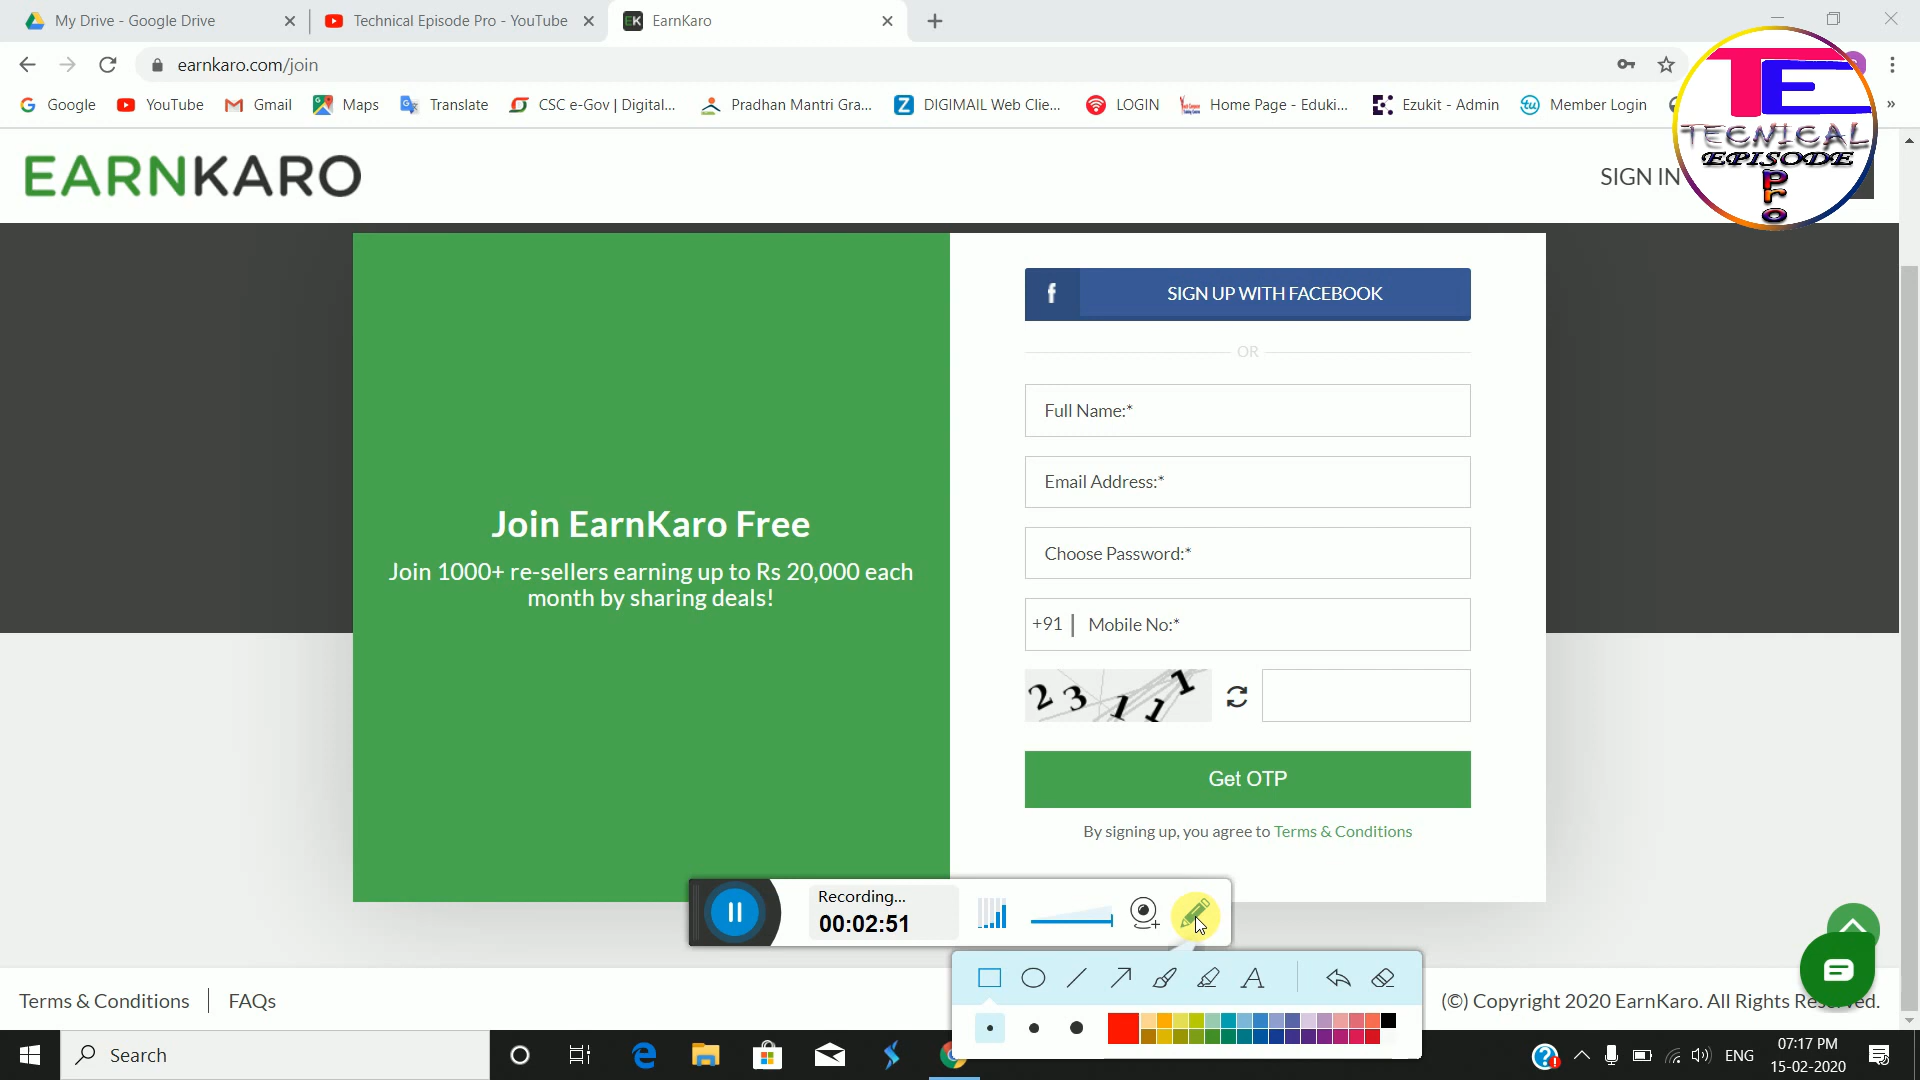 My Drive - Google Drive
Technical Episode Pro - YouTube
EK
EarnKaro
earnkaro.com/join
Google
YouTube
Gmail
Maps
Translate
CSC e-Gov | Digital...
Pradhan Mantri Gra...
Z
DIGIMAIL Web Clie...
LOGIN
Home Page - Eduki...
Ezukit - Admin
tu
Member Login
»
TE
TECNICAL
EPISODE
Pro
EARNKARO
SIGN IN
f
SIGN UP WITH FACEBOOK
OR
Full Name:*
Email Address:*
Choose Password:*
+91 | Mobile No:*
2 3 1 1 1
Get OTP
By signing up, you agree to Terms & Conditions
Join EarnKaro Free
Join 1000+ re-sellers earning up to Rs 20,000 each
month by sharing deals!
Recording...
00:02:51
A
Terms & Conditions
FAQs
(©) Copyright 2020 EarnKaro. All Rights
Search
ENG
07:17 PM
15-02-2020